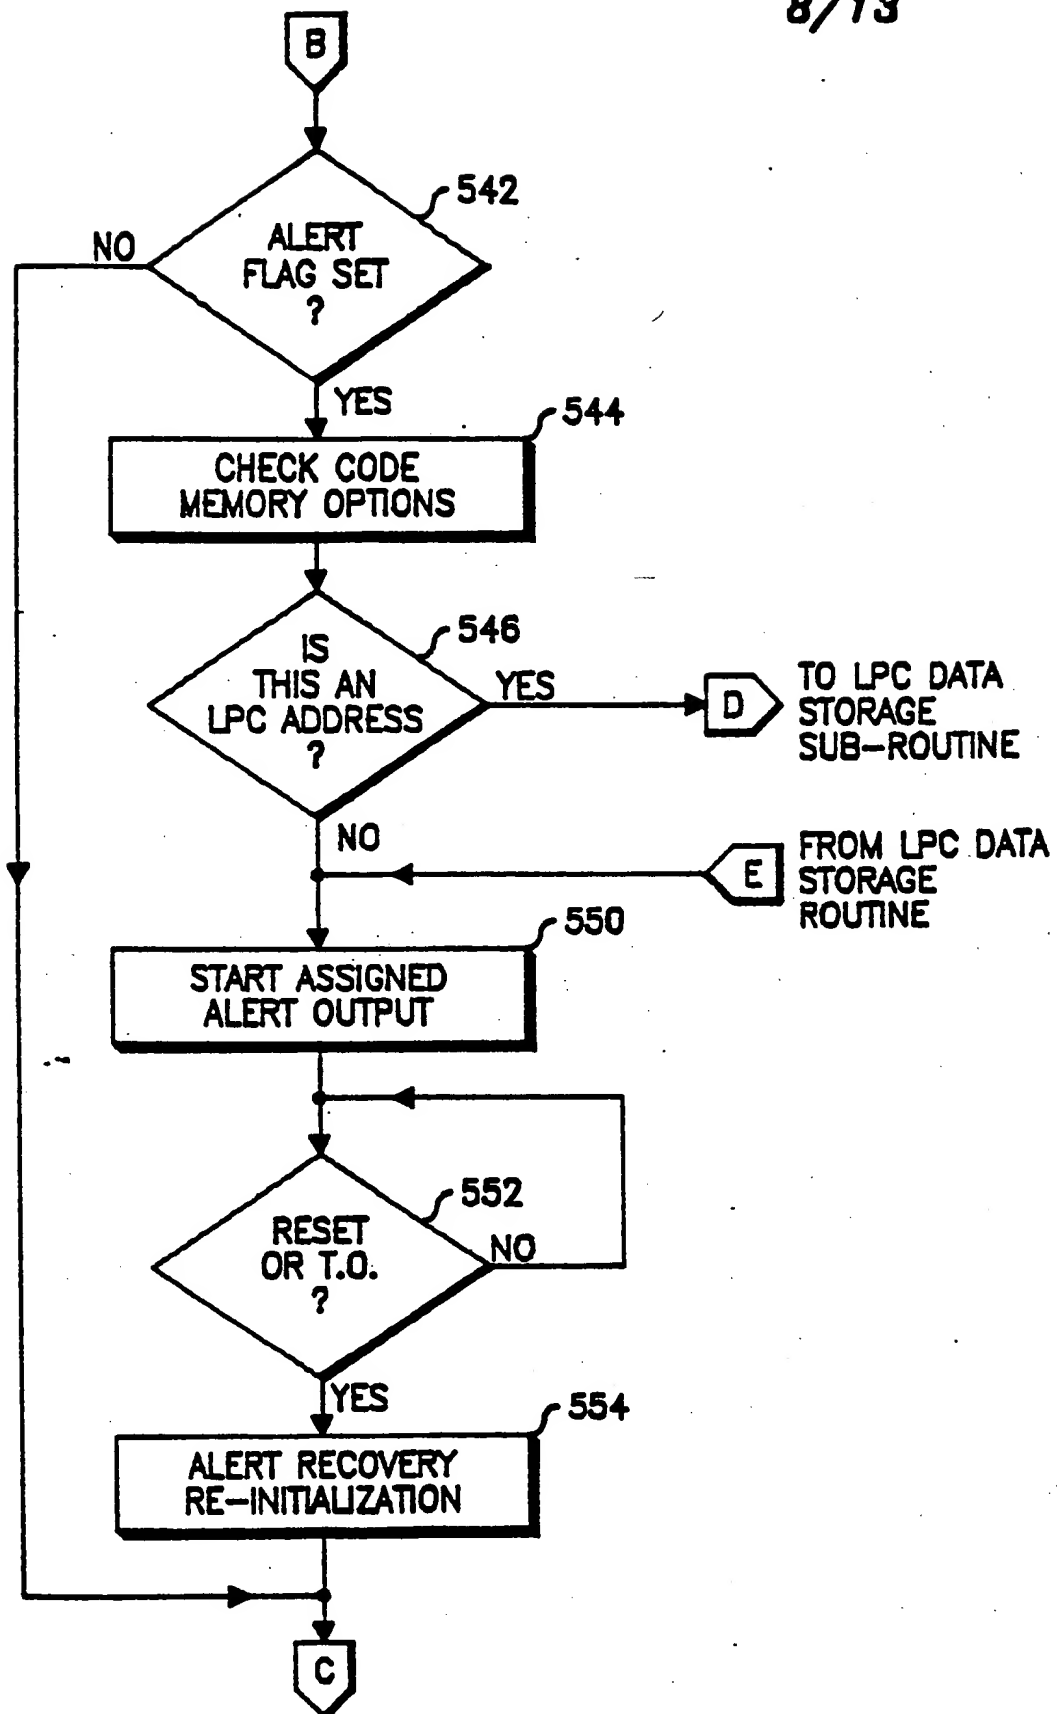 8/13
B
542
ALERT
FLAG SET
?
NO
YES
544
CHECK CODE
MEMORY OPTIONS
546
IS
THIS AN
LPC ADDRESS
?
YES
D
TO LPC DATA
STORAGE
SUB-ROUTINE
NO
E
FROM LPC DATA
STORAGE
ROUTINE
550
START ASSIGNED
ALERT OUTPUT
552
RESET
OR T.O.
?
NO
YES
554
ALERT RECOVERY
RE-INITIALIZATION
C